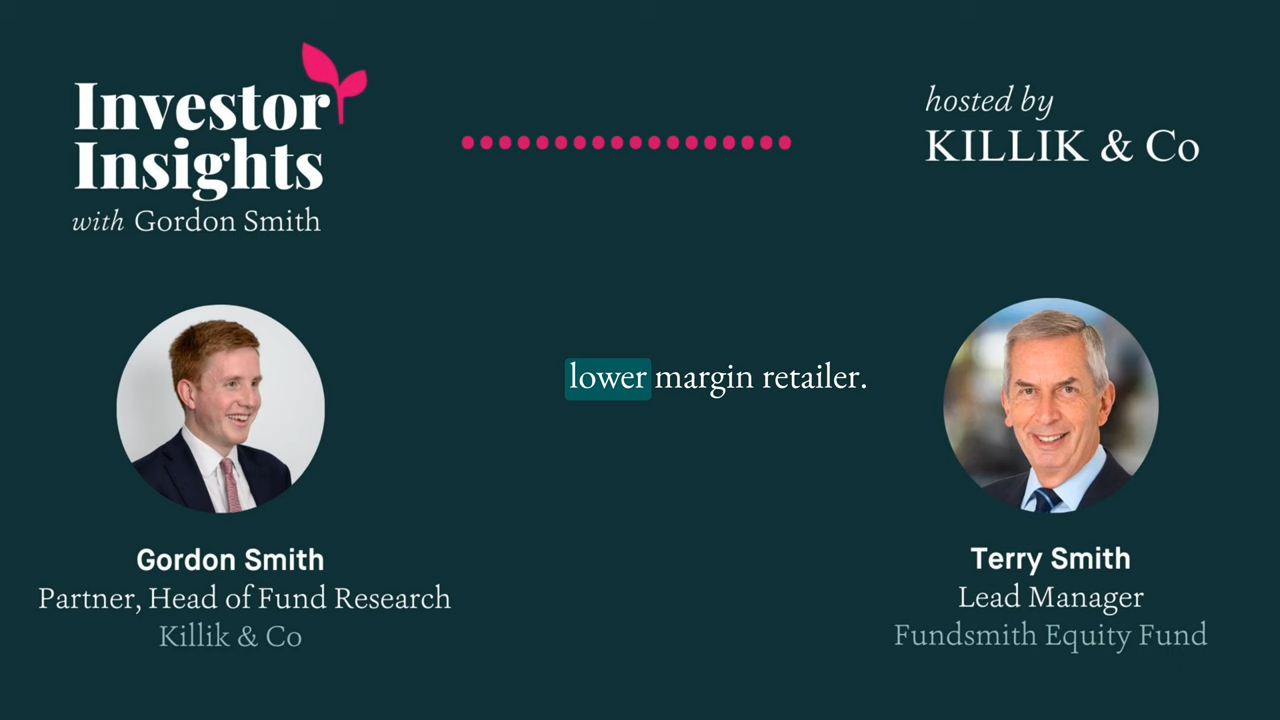 Investor
Insights
with Gordon Smith
hosted by
KILLIK & Co
lower margin retailer.
Gordon Smith
Partner, Head of Fund Research
Killik & Co
Terry Smith
Lead Manager
Fundsmith Equity Fund